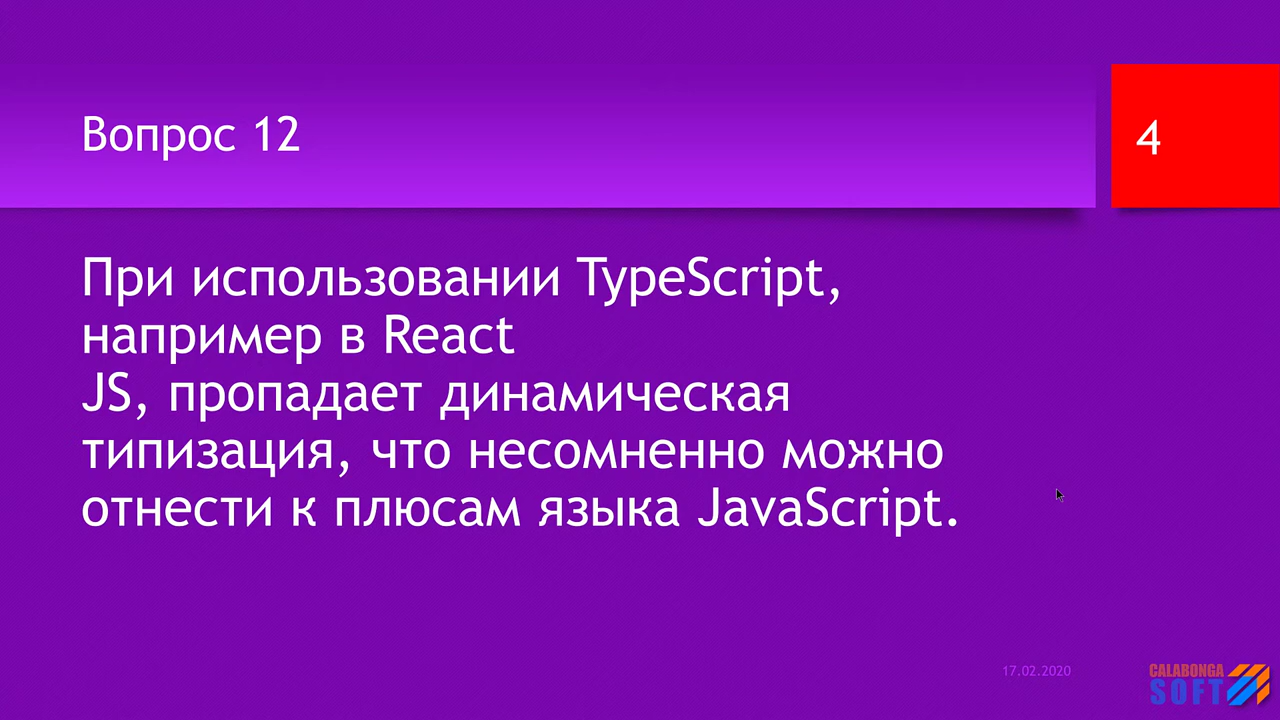 Вопрос 12
4
При использовании TypeScript,
например в React
JS, пропадает динамическая
типизация, что несомненно можно
отнести к плюсам языка JavaScript.
17.02.2020
CALABONGA
SOFT